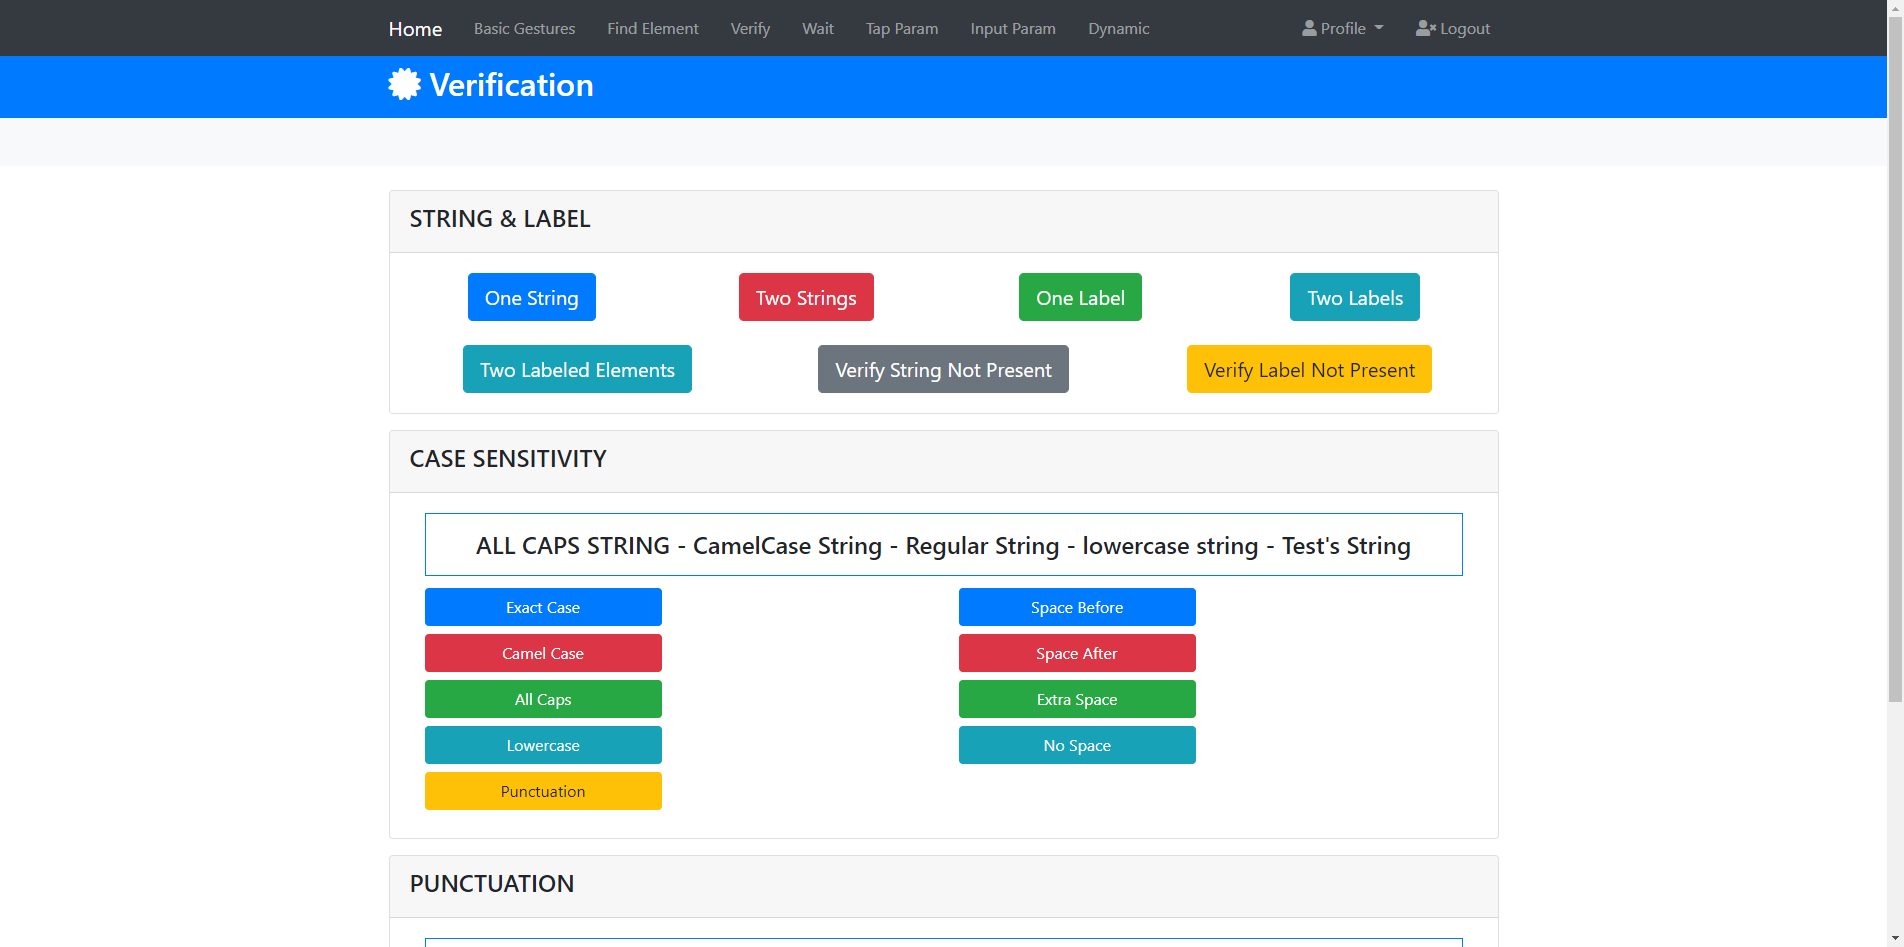 Home Basic Gestures Find Element Verify Wait Tap Param Input Param Dynamic Profile Logout
Verification
STRING & LABEL
One String Two Strings One Label Two Labels
Two Labeled Elements Verify String Not Present Verify Label Not Present
CASE SENSITIVITY
ALL CAPS STRING - CamelCase String - Regular String - lowercase string - Test's String
Exact Case Space Before
Camel Case Space After
All Caps Extra Space
Lowercase No Space
Punctuation
PUNCTUATION